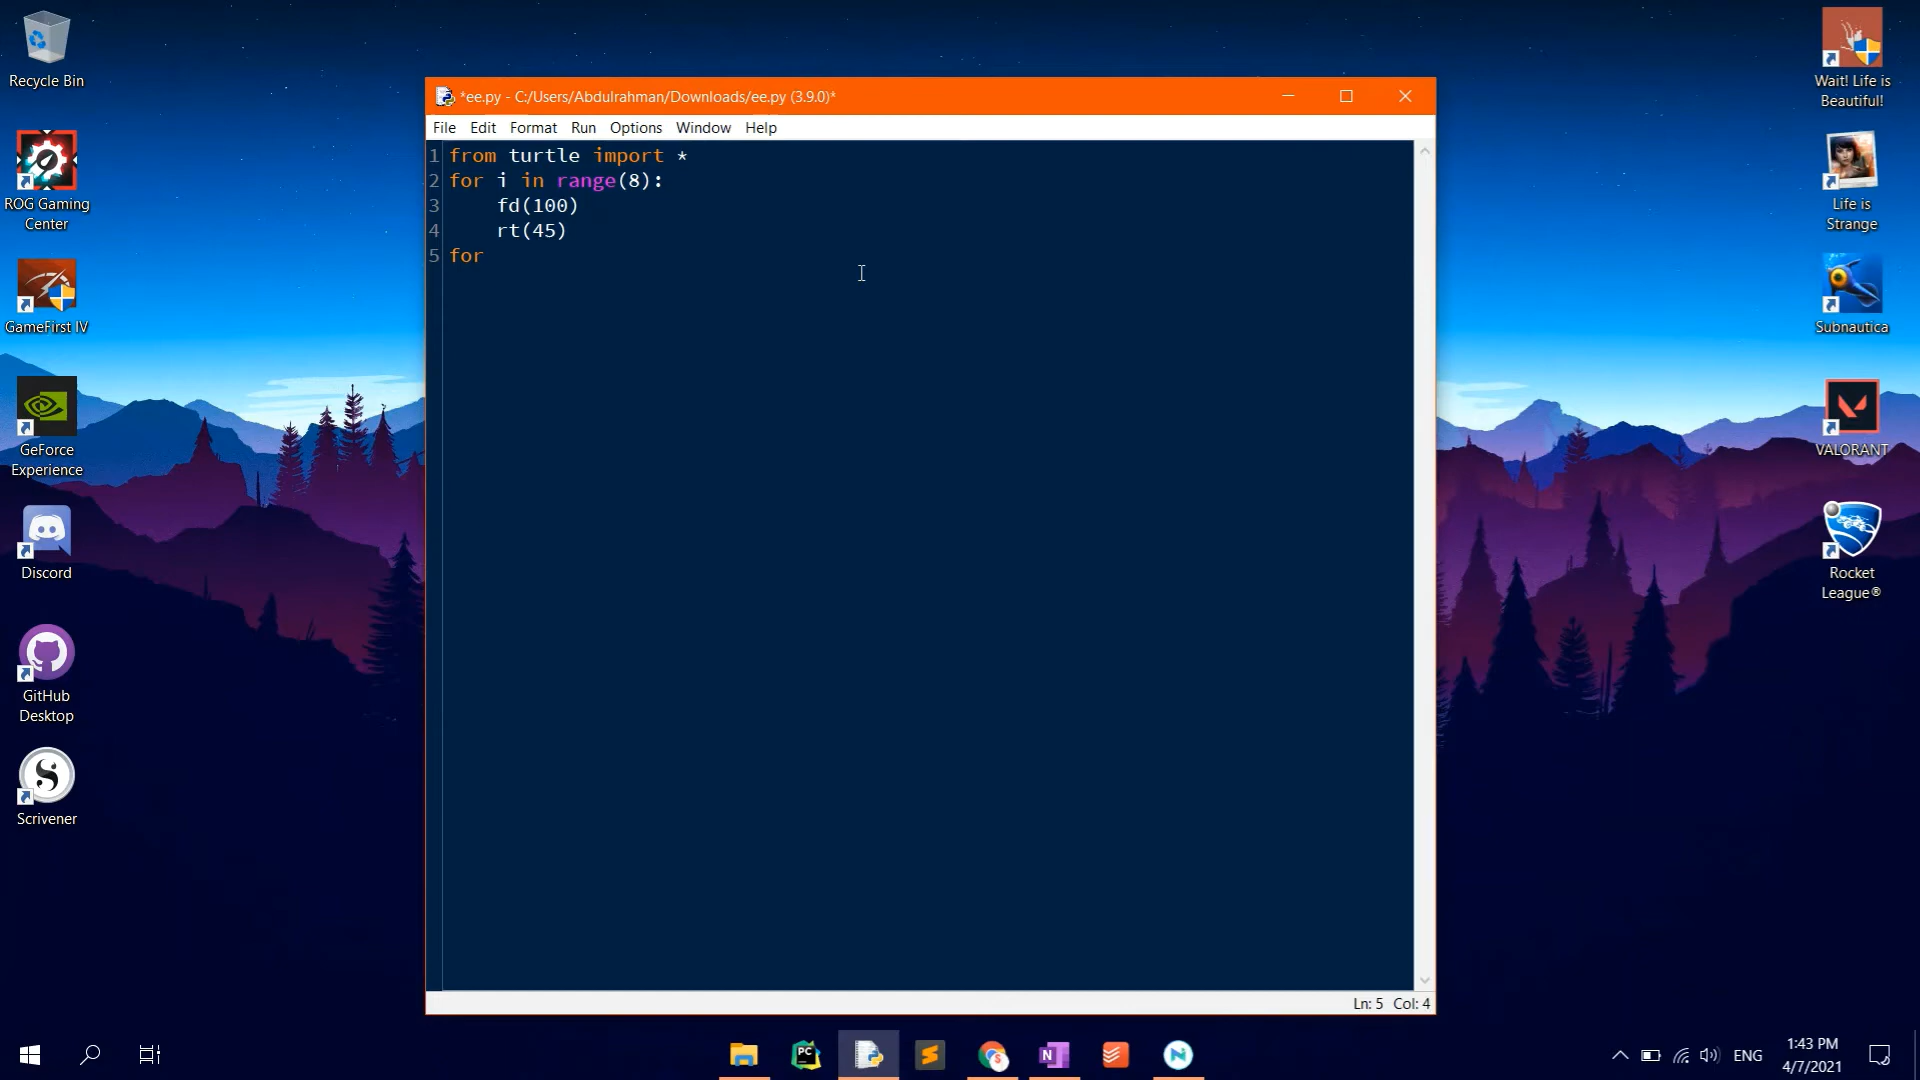 Recycle Bin
ROG Gaming
Center
GameFirst IV
GeForce
Experience
Discord
GitHub
Desktop
Scrivener
*ee.py - C:/Users/Abdulrahman/Downloads/ee.py (3.9.0)*
File Edit Format Run Options Window Help
1 from turtle import *
2 for i in range(8):
3     fd(100)
4     rt(45)
5 for
Ln: 5 Col: 4
Wait! Life is
Beautiful!
Life is
Strange
Subnautica
VALORANT
Rocket
League®
PC
N
ENG
1:43 PM
4/7/2021